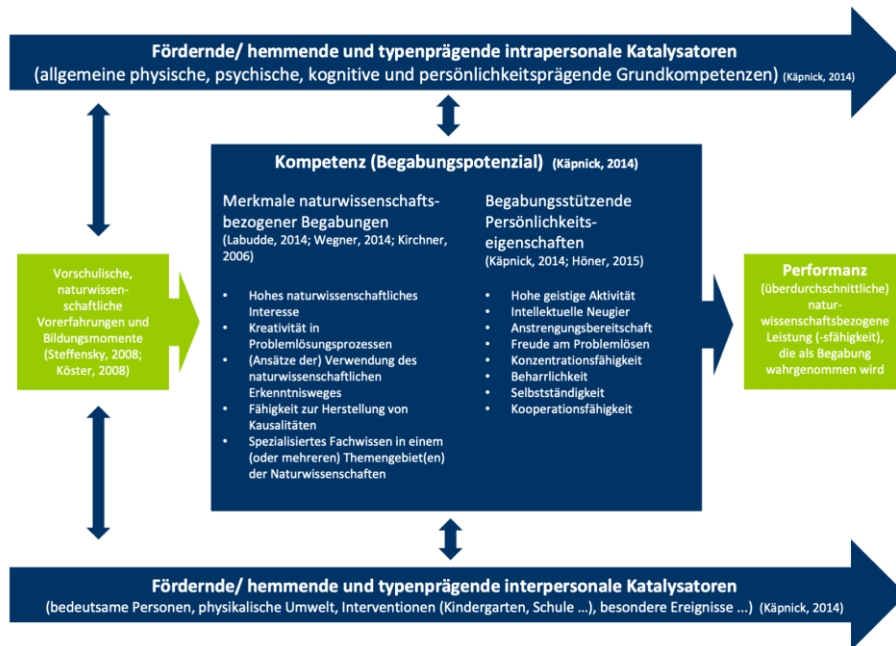 Fördernde/ hemmende und typenprägende intrapersonale Katalysatoren
(allgemeine physische, psychische, kognitive und persönlichkeitsprägende Grundkompetenzen) (Käpnick, 2014)
Vorschulische,
naturwissen-
schaftliche
Vorerfahrungen und
Bildungsmomente
(Steffensky, 2008;
Köster, 2008)
Kompetenz (Begabungspotenzial) (Käpnick, 2014)
Merkmale naturwissenschafts-
bezogener Begabungen
(Labudde, 2014; Wegner, 2014; Kirchner,
2006)
• Hohes naturwissenschaftliches
Interesse
• Kreativität in
Problemlösungsprozessen
• (Ansätze der) Verwendung des
naturwissenschaftlichen
Erkenntnisweges
• Fähigkeit zur Herstellung von
Kausalitäten
• Spezialisiertes Fachwissen in einem
(oder mehreren) Themengebiet(en)
der Naturwissenschaften
Begabungsstützende
Persönlichkeits-
eigenschaften
(Käpnick, 2014; Höner, 2015)
• Hohe geistige Aktivität
• Intellektuelle Neugier
• Anstrengungsbereitschaft
• Freude am Problemlösen
• Konzentrationsfähigkeit
• Beharrlichkeit
• Selbstständigkeit
• Kooperationsfähigkeit
Performanz
(überdurchschnittliche)
natur-
wissenschaftsbezogene
Leistung (-sfähigkeit),
die als Begabung
wahrgenommen wird
Fördernde/ hemmende und typenprägende interpersonale Katalysatoren
(bedeutsame Personen, physikalische Umwelt, Interventionen (Kindergarten, Schule …), besondere Ereignisse ...) (Käpnick, 2014)